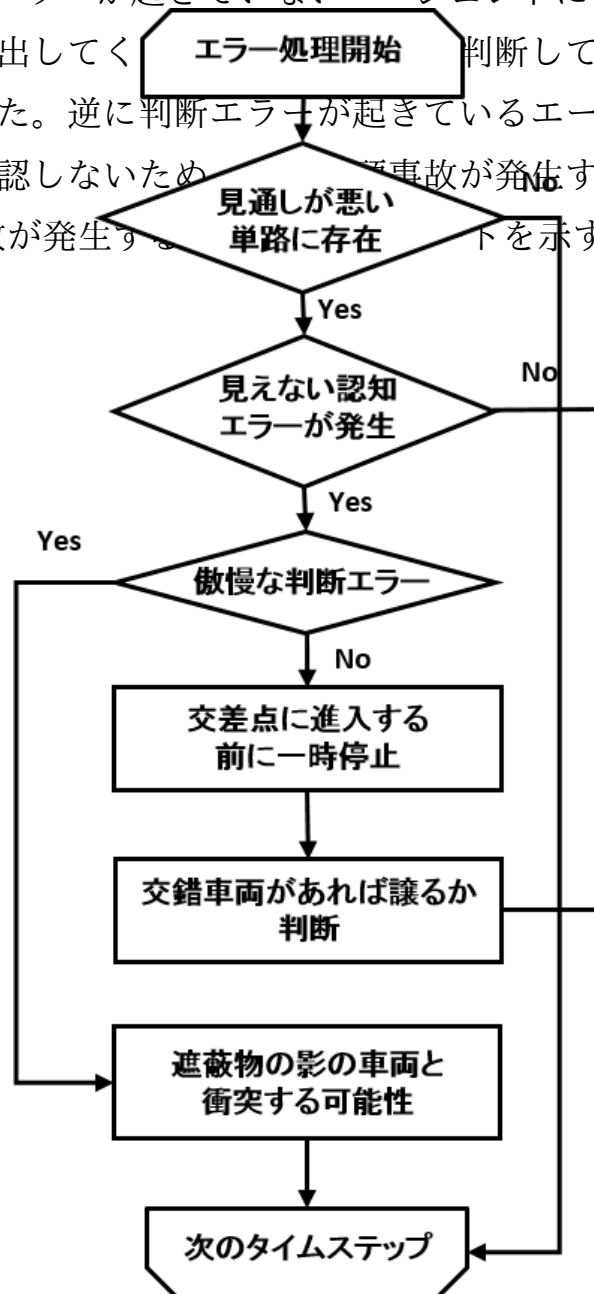 エラー処理開始
出してく
判断して
た。逆に判断エラーが起きているエー
認しないため
事故が発生す
No
見通しが悪い
単路に存在
が発生する
トを示す
Yes
見えない認知
エラーが発生
No
Yes
傲慢な判断エラー
Yes
No
交差点に進入する
前に一時停止
交錯車両があれば譲るか
判断
遮蔽物の影の車両と
衝突する可能性
次のタイムステップ